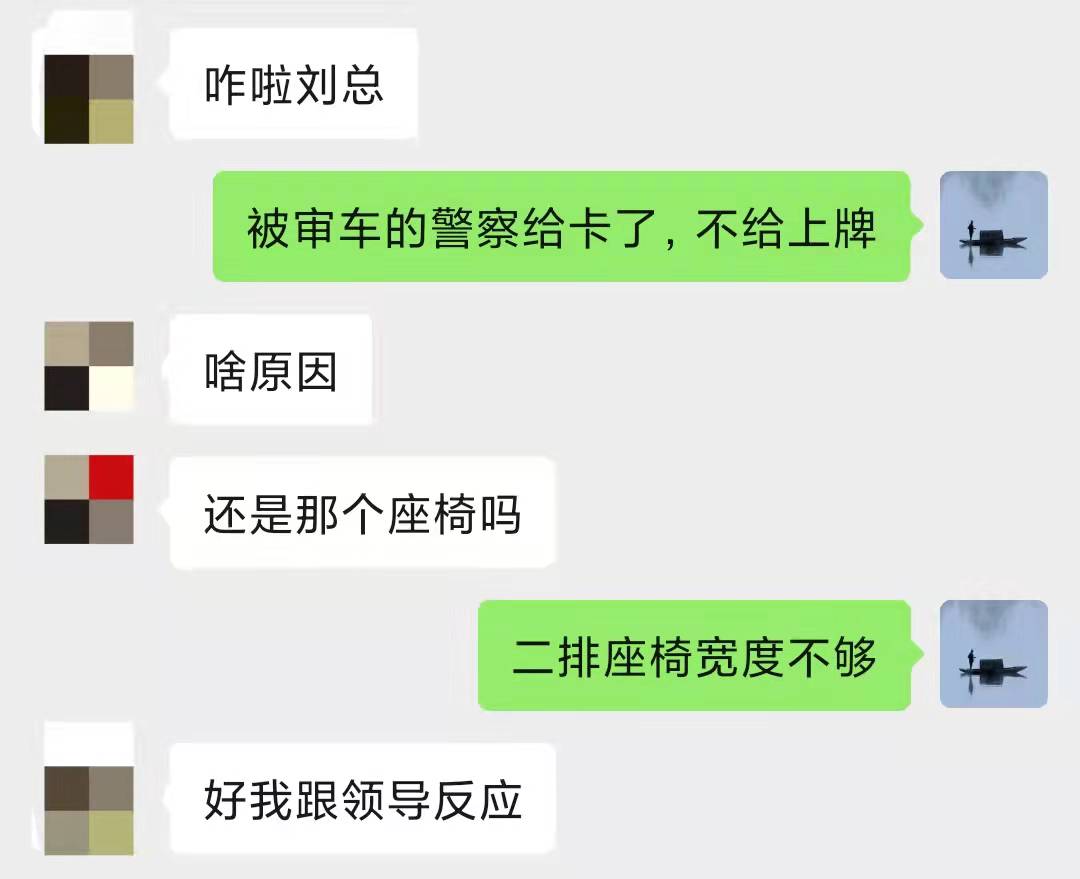 咋啦刘总
被审车的警察给卡了，不给上牌
啥原因
还是那个座椅吗
二排座椅宽度不够
好我跟领导反应